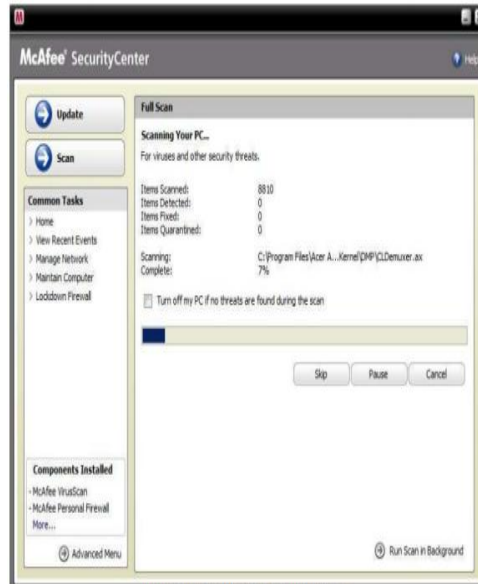 McAfee® SecurityCenter
Help
Update
Scan
Common Tasks
> Home
> View Recent Events
> Manage Network
> Maintain Computer
> Lockdown Firewall
Components Installed
- McAfee VirusScan
- McAfee Personal Firewall
More...
Advanced Menu
Full Scan
Scanning Your PC...
For viruses and other security threats.
Items Scanned: 8810
Items Detected: 0
Items Fixed: 0
Items Quarantined: 0
Scanning: C:\Program Files\Acer A...Kernel\DMP\CLDemuxer.ax
Complete: 7%
Turn off my PC if no threats are found during the scan
Skip Pause Cancel
Run Scan in Background